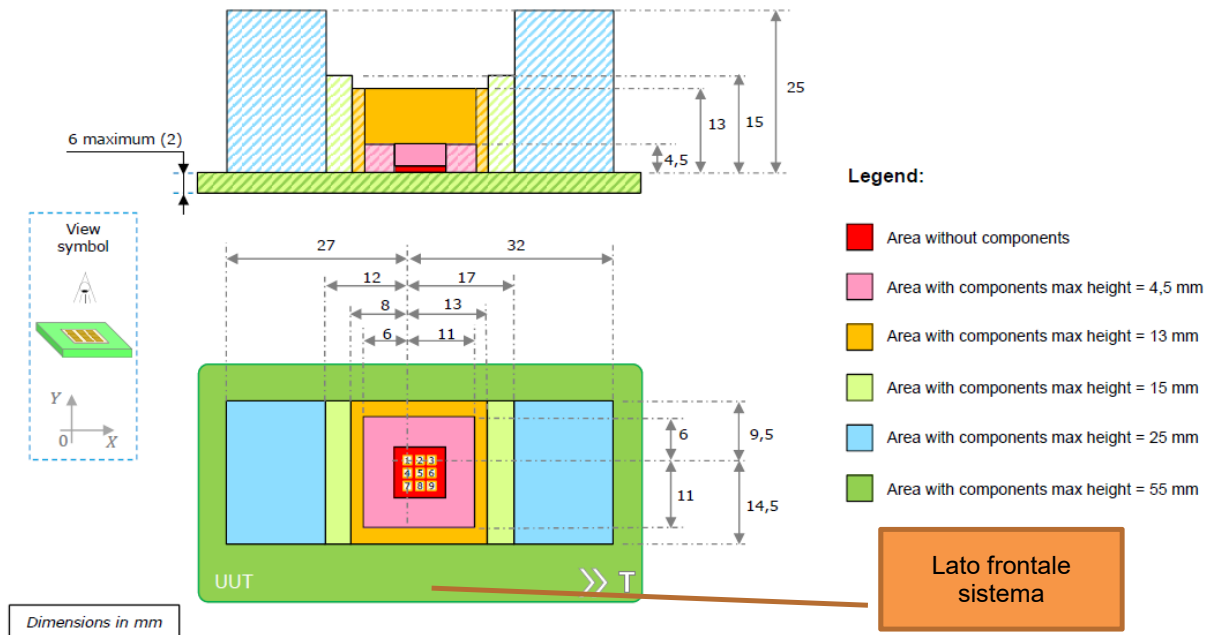 6 maximum (2)
25
15
13
4,5
View
symbol
Y
0
X
27
32
12
17
8
13
6
11
1 2 3
4 5 6
7 8 9
6
9,5
11
14,5
UUT
T
Dimensions in mm
Legend:
Area without components
Area with components max height = 4,5 mm
Area with components max height = 13 mm
Area with components max height = 15 mm
Area with components max height = 25 mm
Area with components max height = 55 mm
Lato frontale
sistema